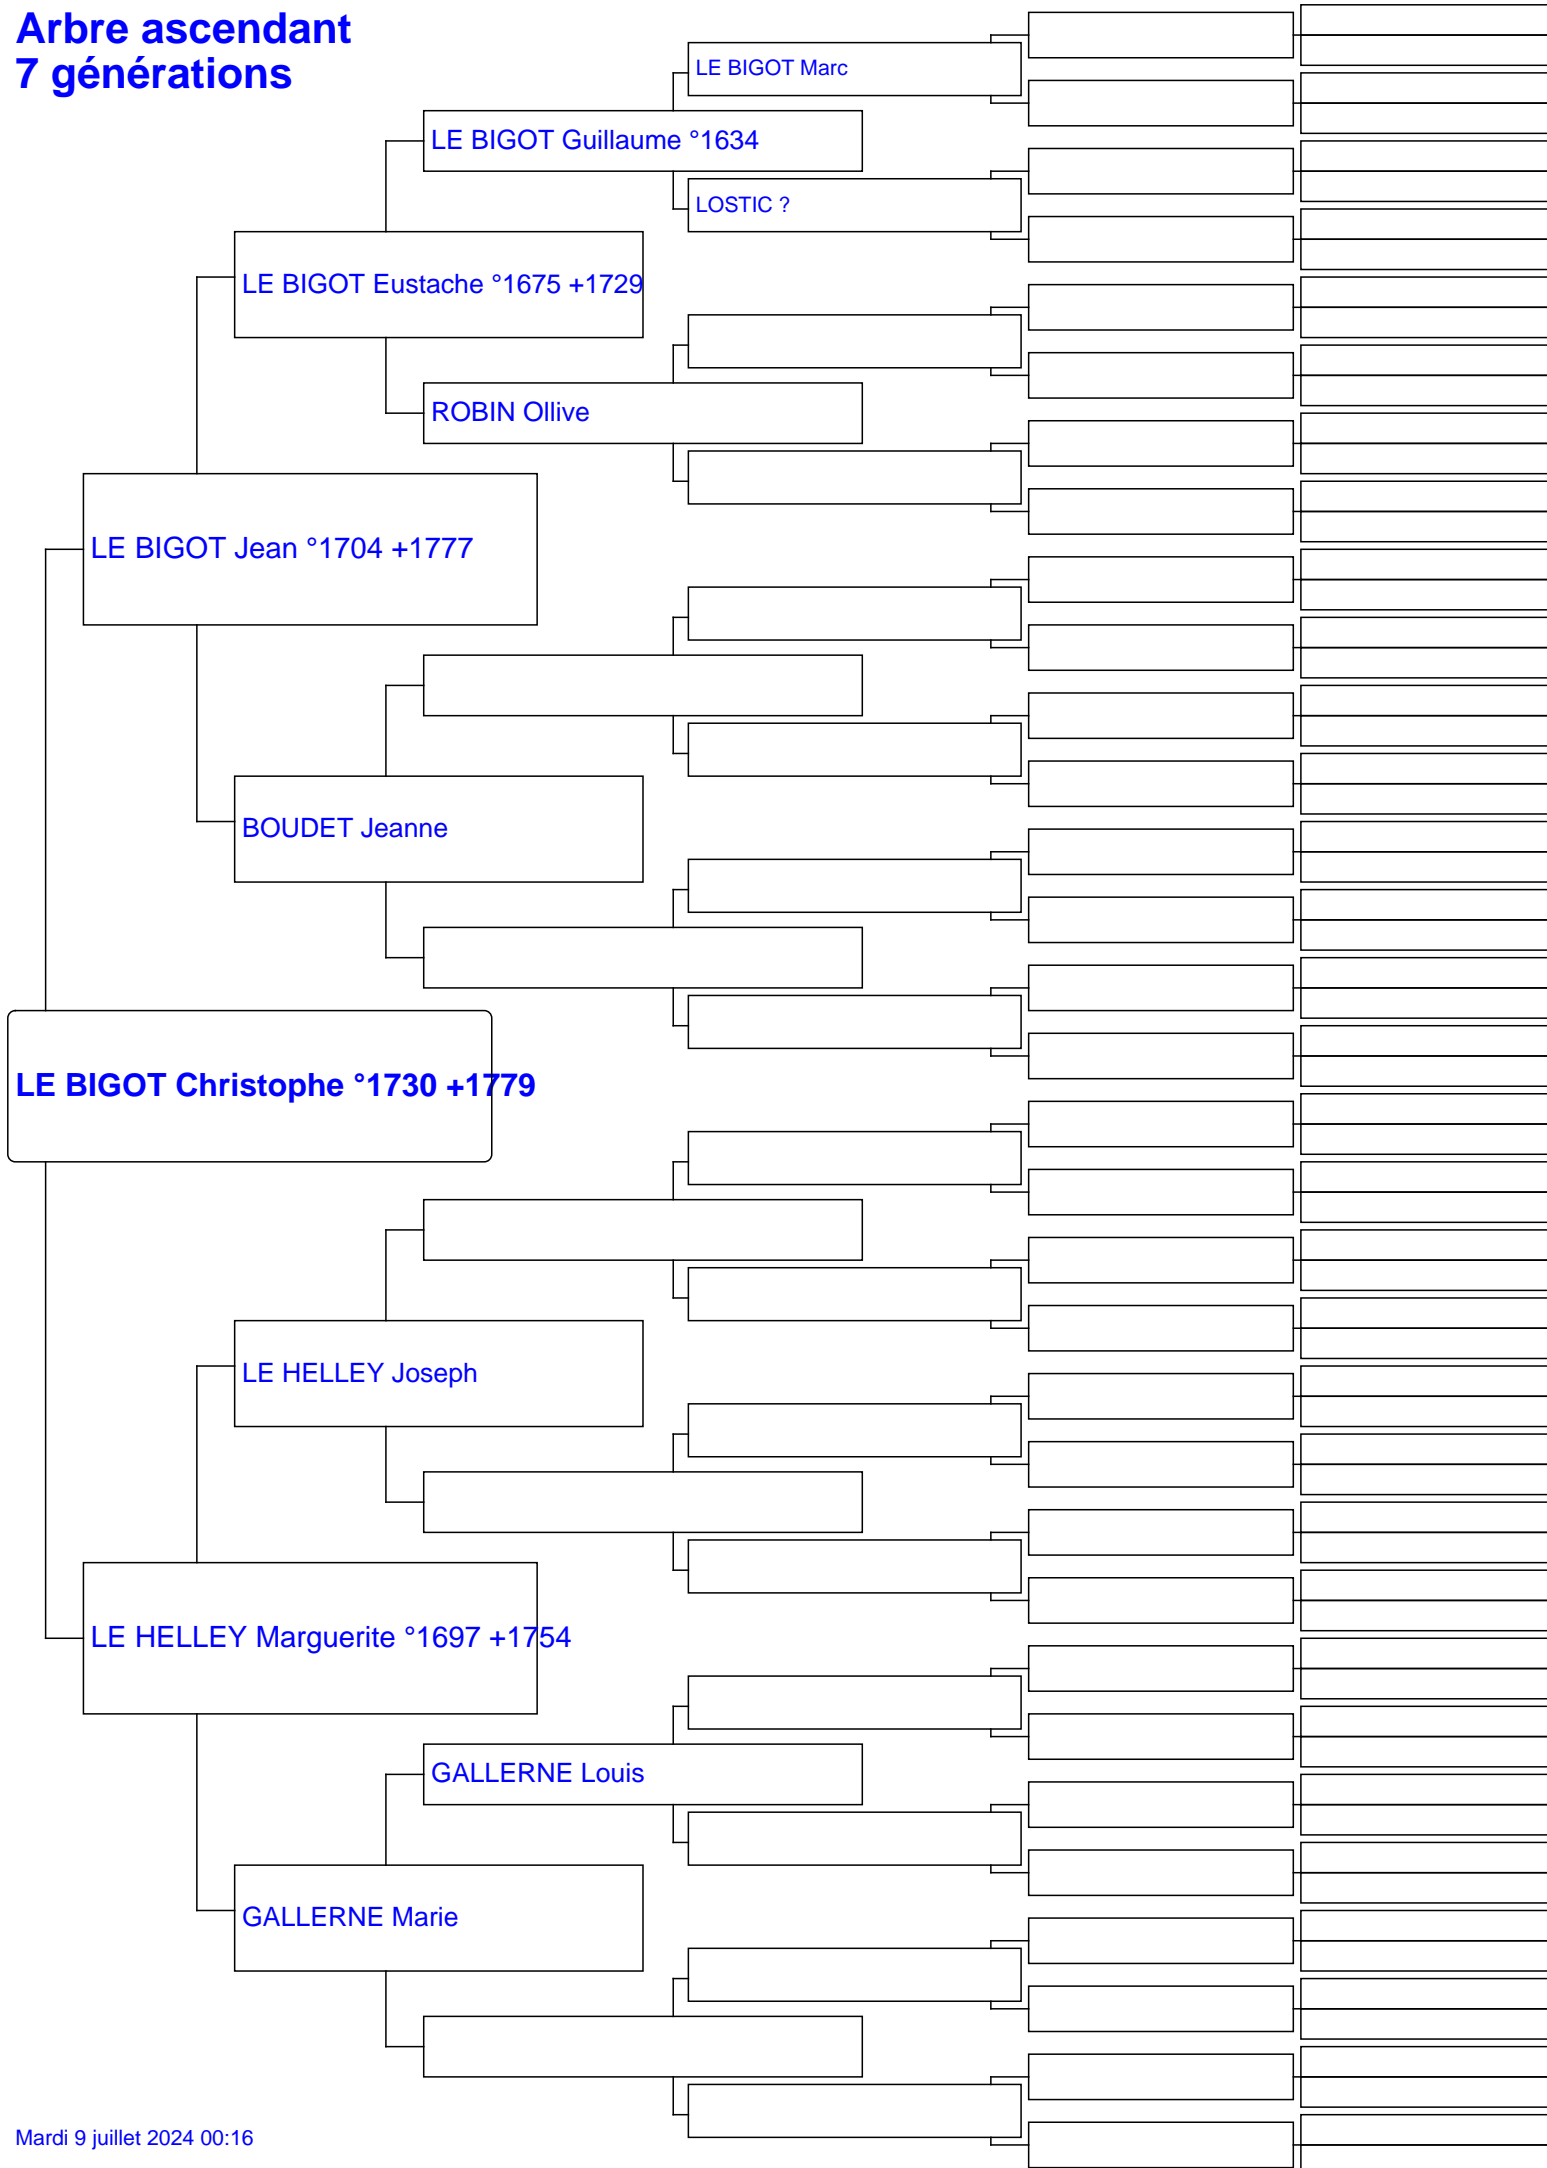 Arbre ascendant
7 générations
LE BIGOT Marc
LE BIGOT Guillaume °1634
LOSTIC ?
LE BIGOT Eustache °1675 +1729
ROBIN Ollive
LE BIGOT Jean °1704 +1777
BOUDET Jeanne
LE BIGOT Christophe °1730 +1779
LE HELLEY Joseph
LE HELLEY Marguerite °1697 +1754
GALLERNE Louis
GALLERNE Marie
Mardi 9 juillet 2024 00:16